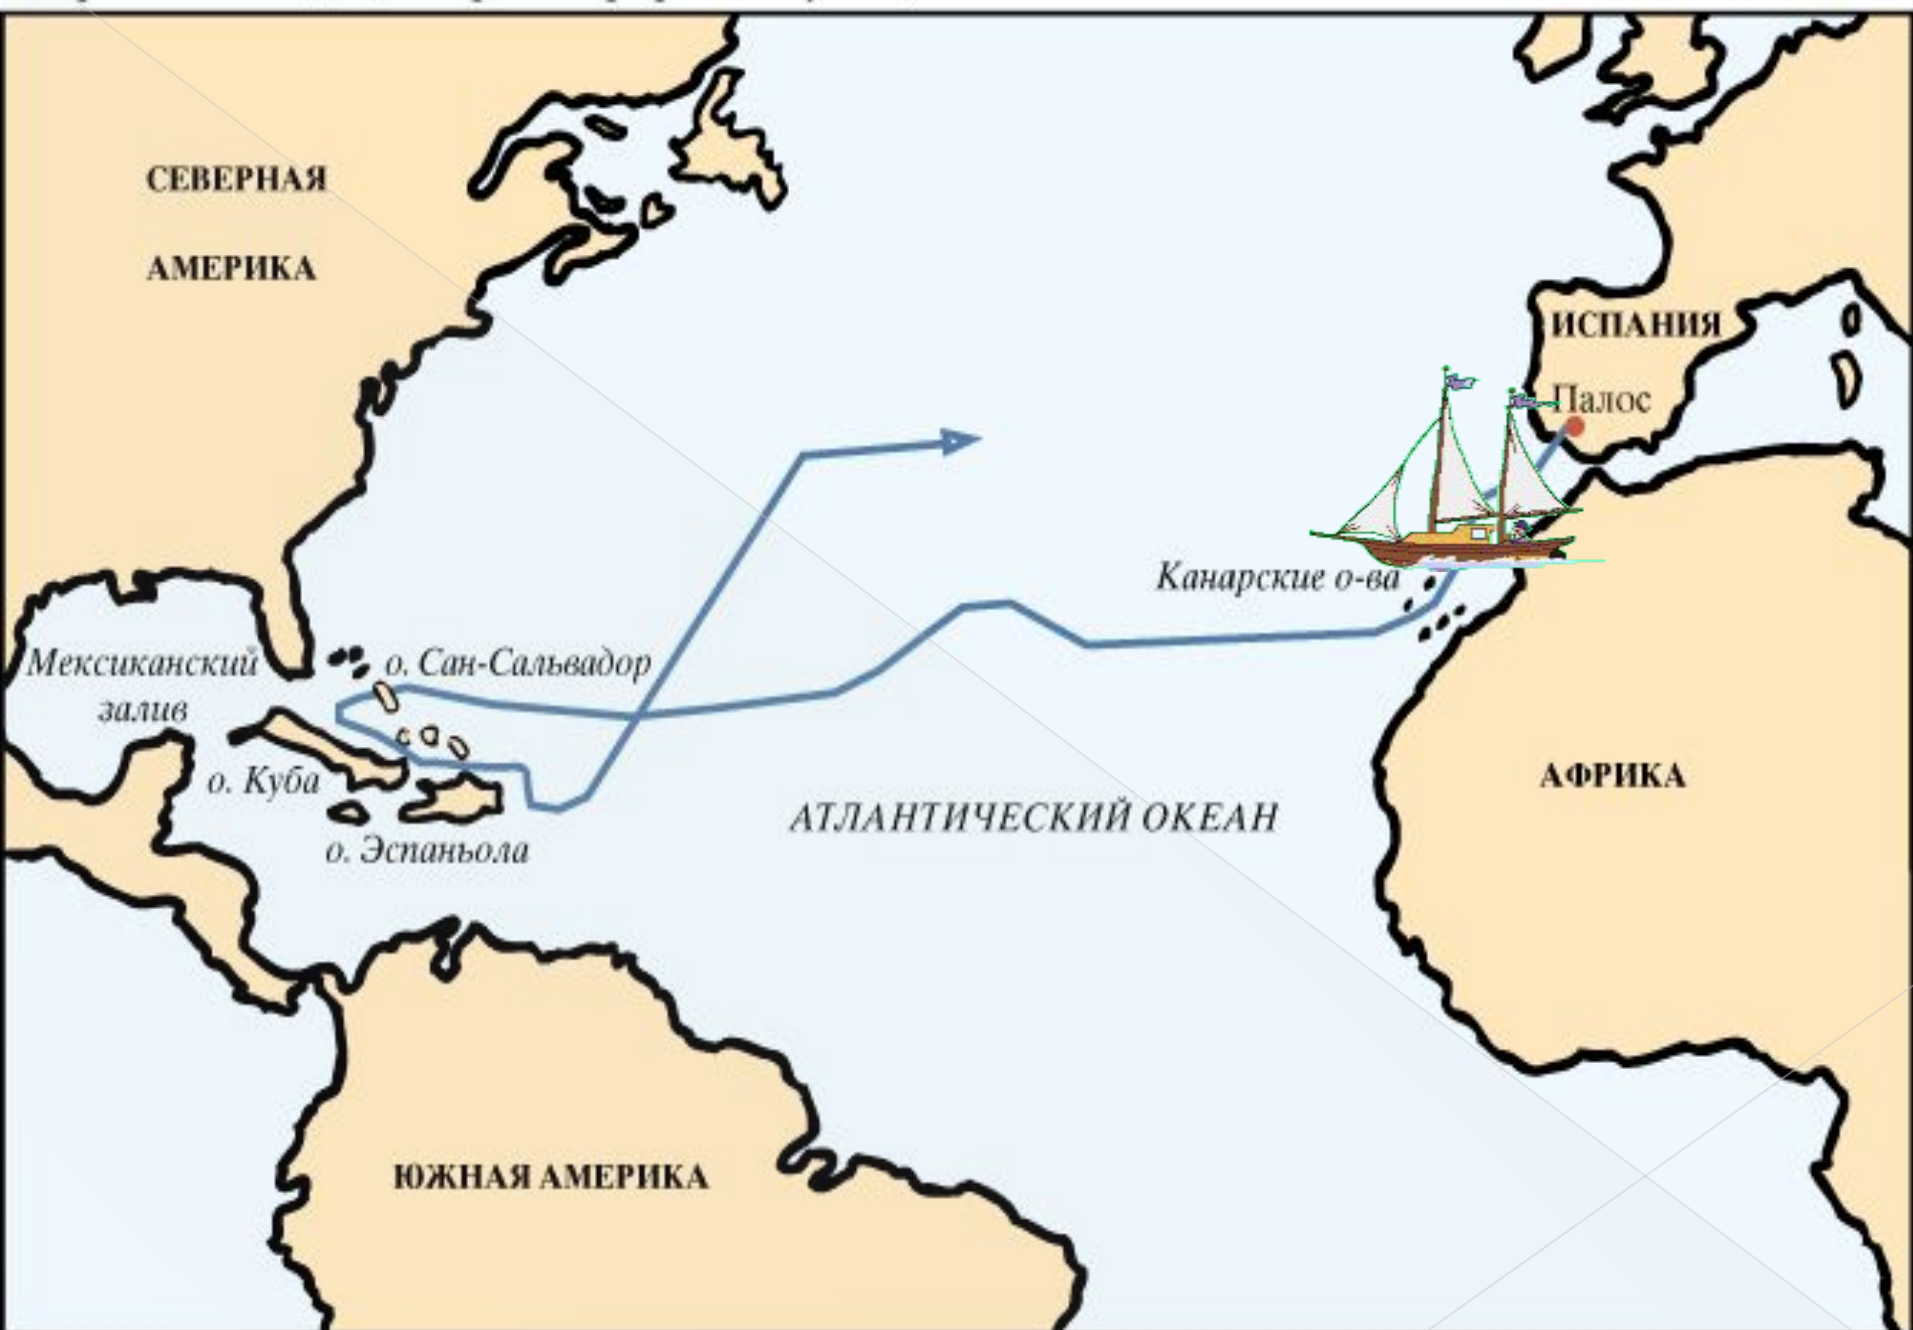 СЕВЕРНАЯ
АМЕРИКА
ИСПАНИЯ
Палос
Канарские о-ва
Мексиканский
залив
о. Сан-Сальвадор
о. Куба
о. Эспаньола
АТЛАНТИЧЕСКИЙ ОКЕАН
АФРИКА
ЮЖНАЯ АМЕРИКА